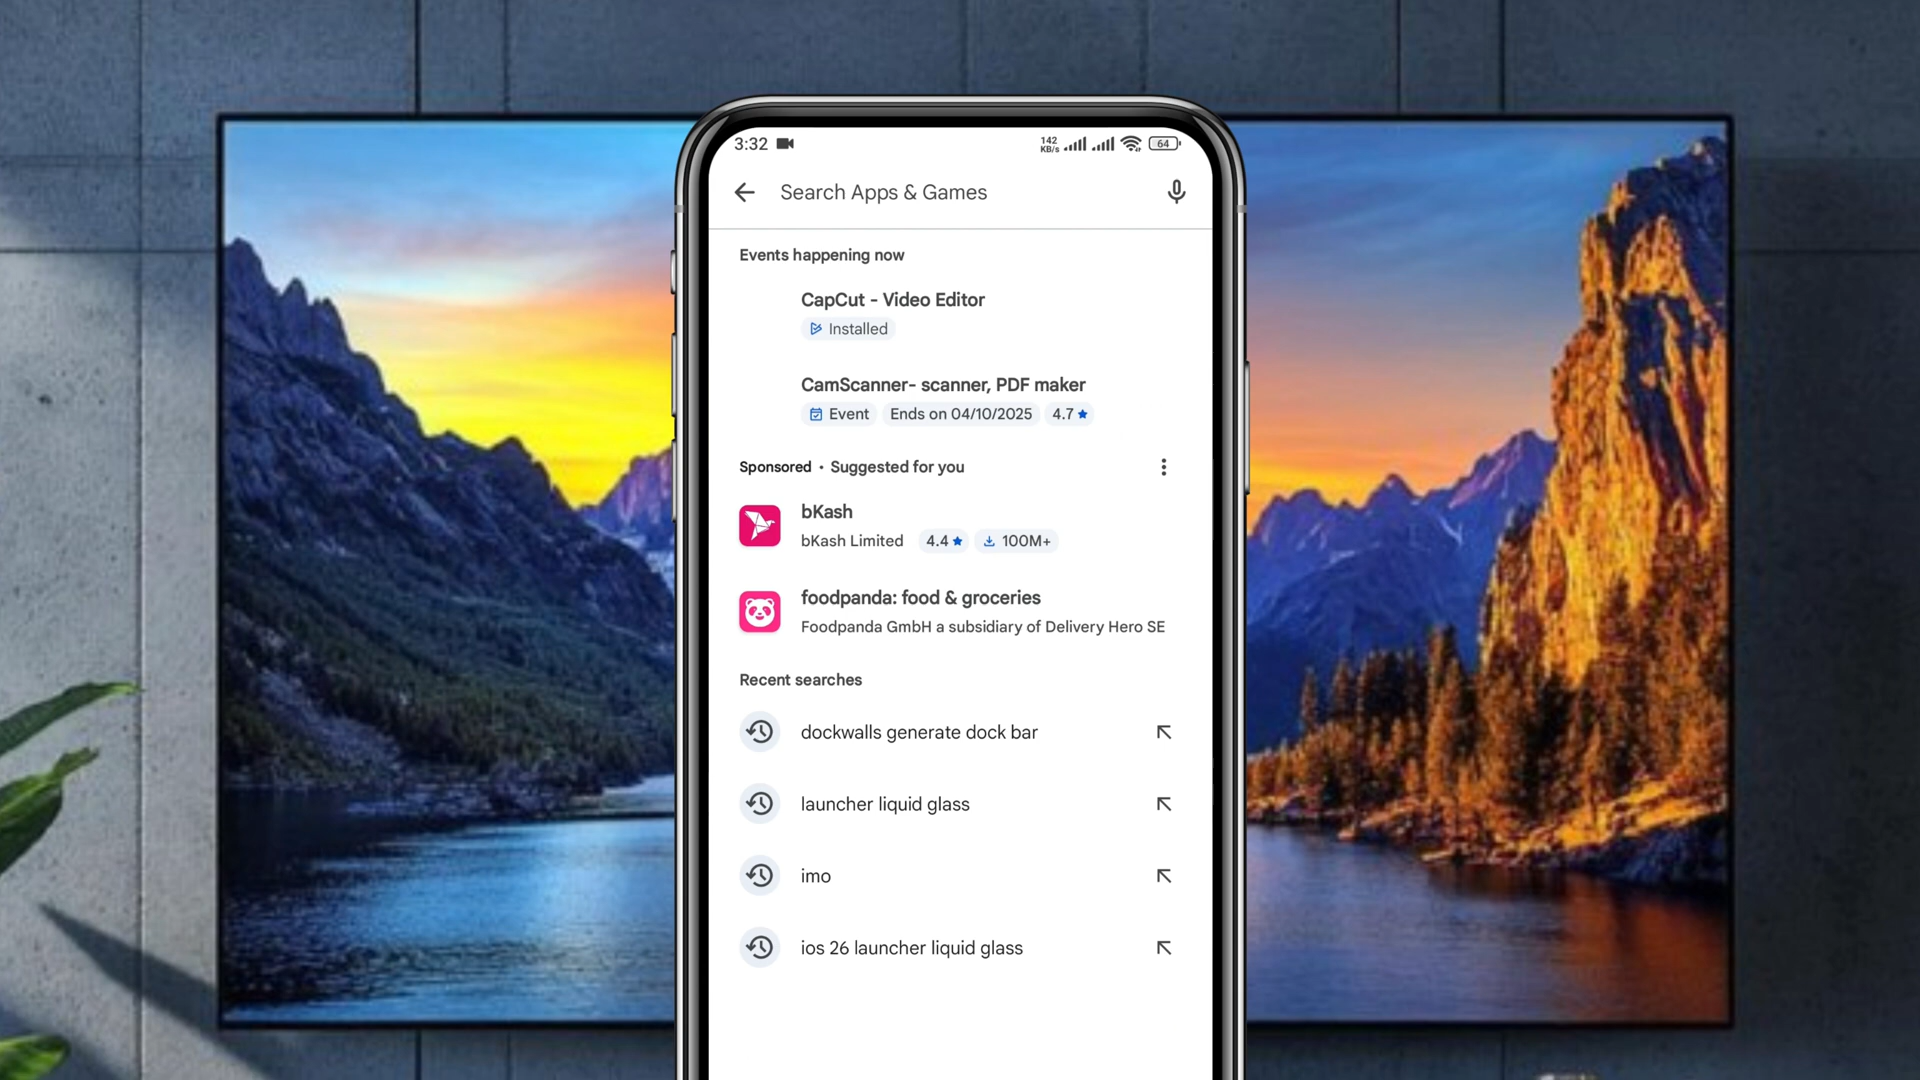 3:32
142
KB/s
64
Search Apps & Games
Events happening now
CapCut - Video Editor
Installed
CamScanner- scanner, PDF maker
Event Ends on 04/10/2025 4.7
Sponsored • Suggested for you
bKash
bKash Limited 4.4 100M+
foodpanda: food & groceries
Foodpanda GmbH a subsidiary of Delivery Hero SE
Recent searches
dockwalls generate dock bar
launcher liquid glass
imo
ios 26 launcher liquid glass